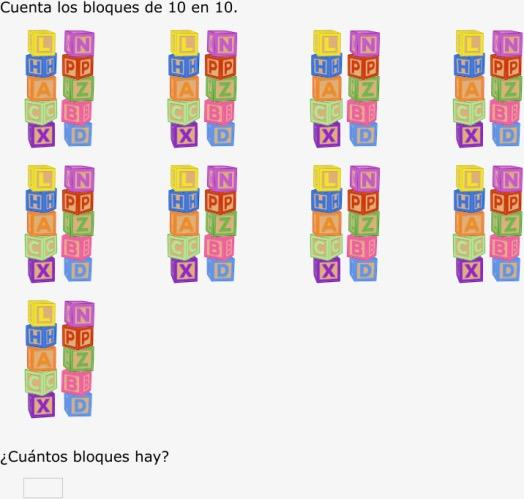 Cuenta los bloques de 10 en 10.
L N L N L N L N
H H P P H H P P H H P P H H P P
A Z A Z A Z A Z
C C B B C C B B C C B B C C B B
X D X D X D X D
L N L N L N L N
H H P P H H P P H H P P H H P P
A Z A Z A Z A Z
C C B B C C B B C C B B C C B B
X D X D X D X D
L N
H H P P
A Z
C C B B
X D
¿Cuántos bloques hay?